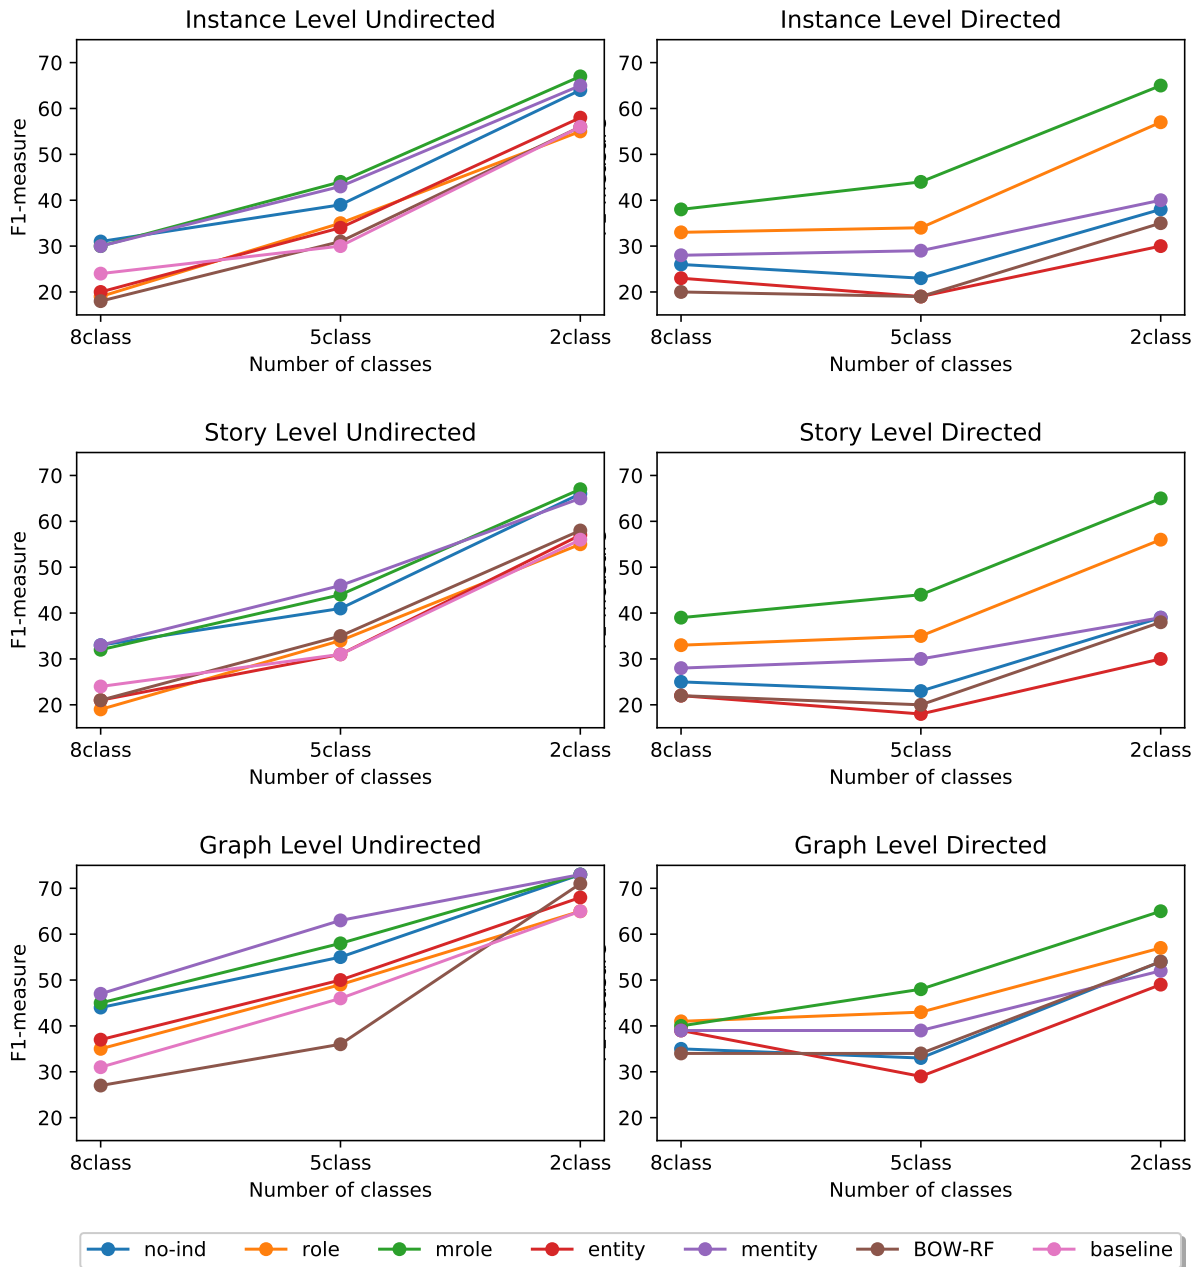 Instance Level Undirected
Instance Level Directed
70
60
50
40
30
20
F1-measure
8class
5class
2class
Number of classes
70
60
50
40
30
20
8class
5class
2class
Number of classes
Story Level Undirected
Story Level Directed
70
60
50
40
30
20
F1-measure
8class
5class
2class
Number of classes
70
60
50
40
30
20
8class
5class
2class
Number of classes
Graph Level Undirected
Graph Level Directed
70
60
50
40
30
20
F1-measure
8class
5class
2class
Number of classes
70
60
50
40
30
20
8class
5class
2class
Number of classes
no-ind role mrole entity mentity BOW-RF baseline